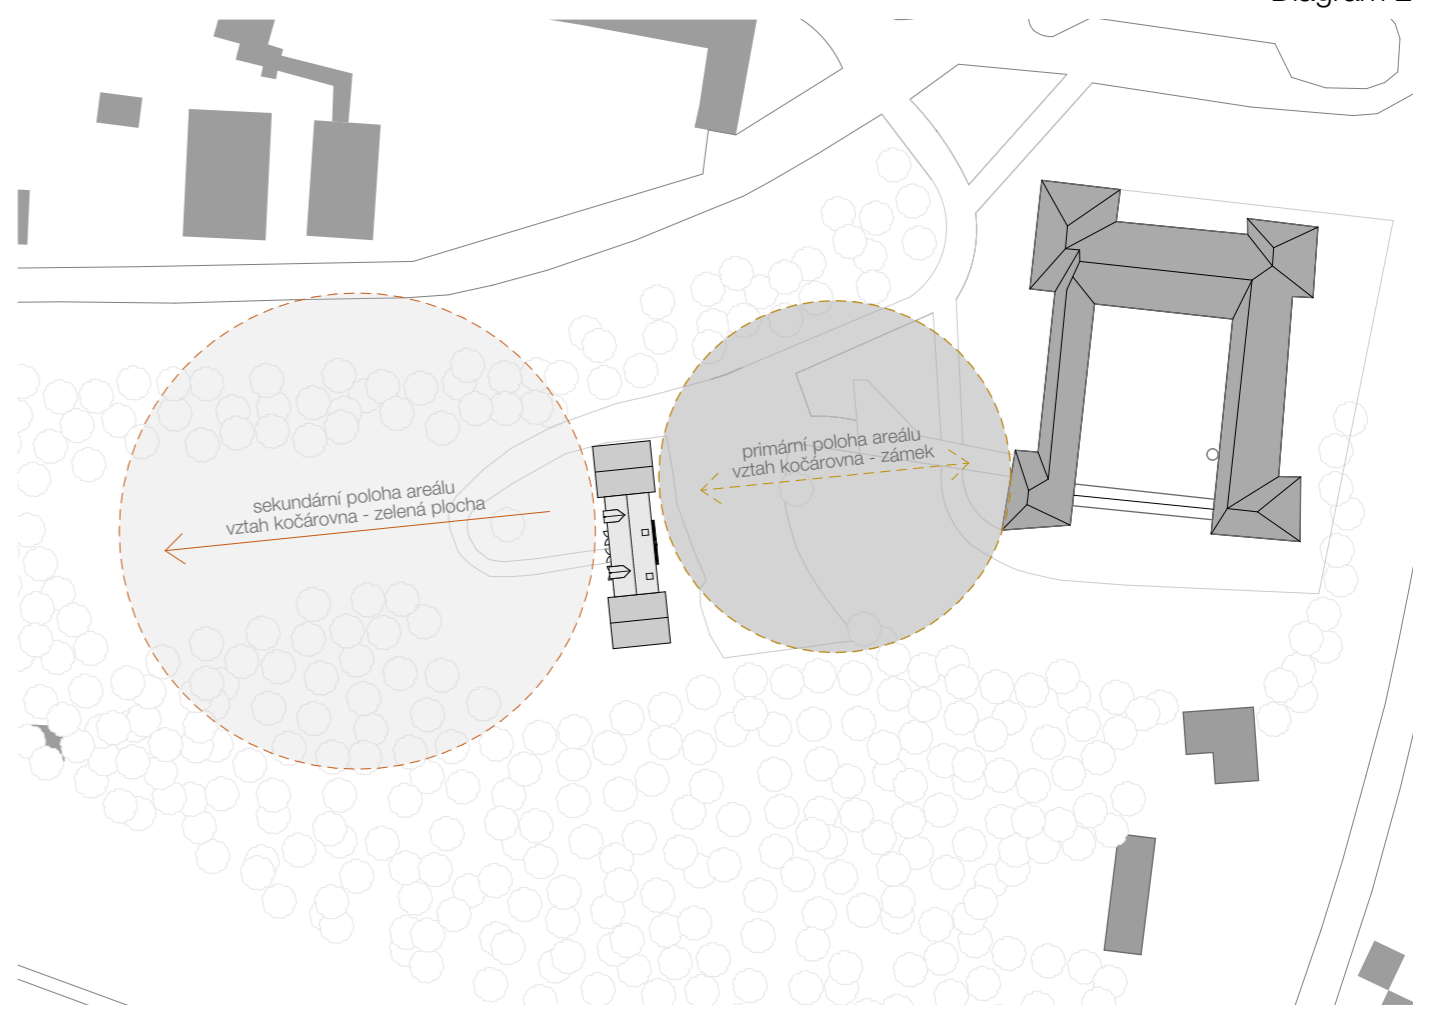 primární poloha areálu
vztah kočárovna - zámek
sekundární poloha areálu
vztah kočárovna - zelená plocha